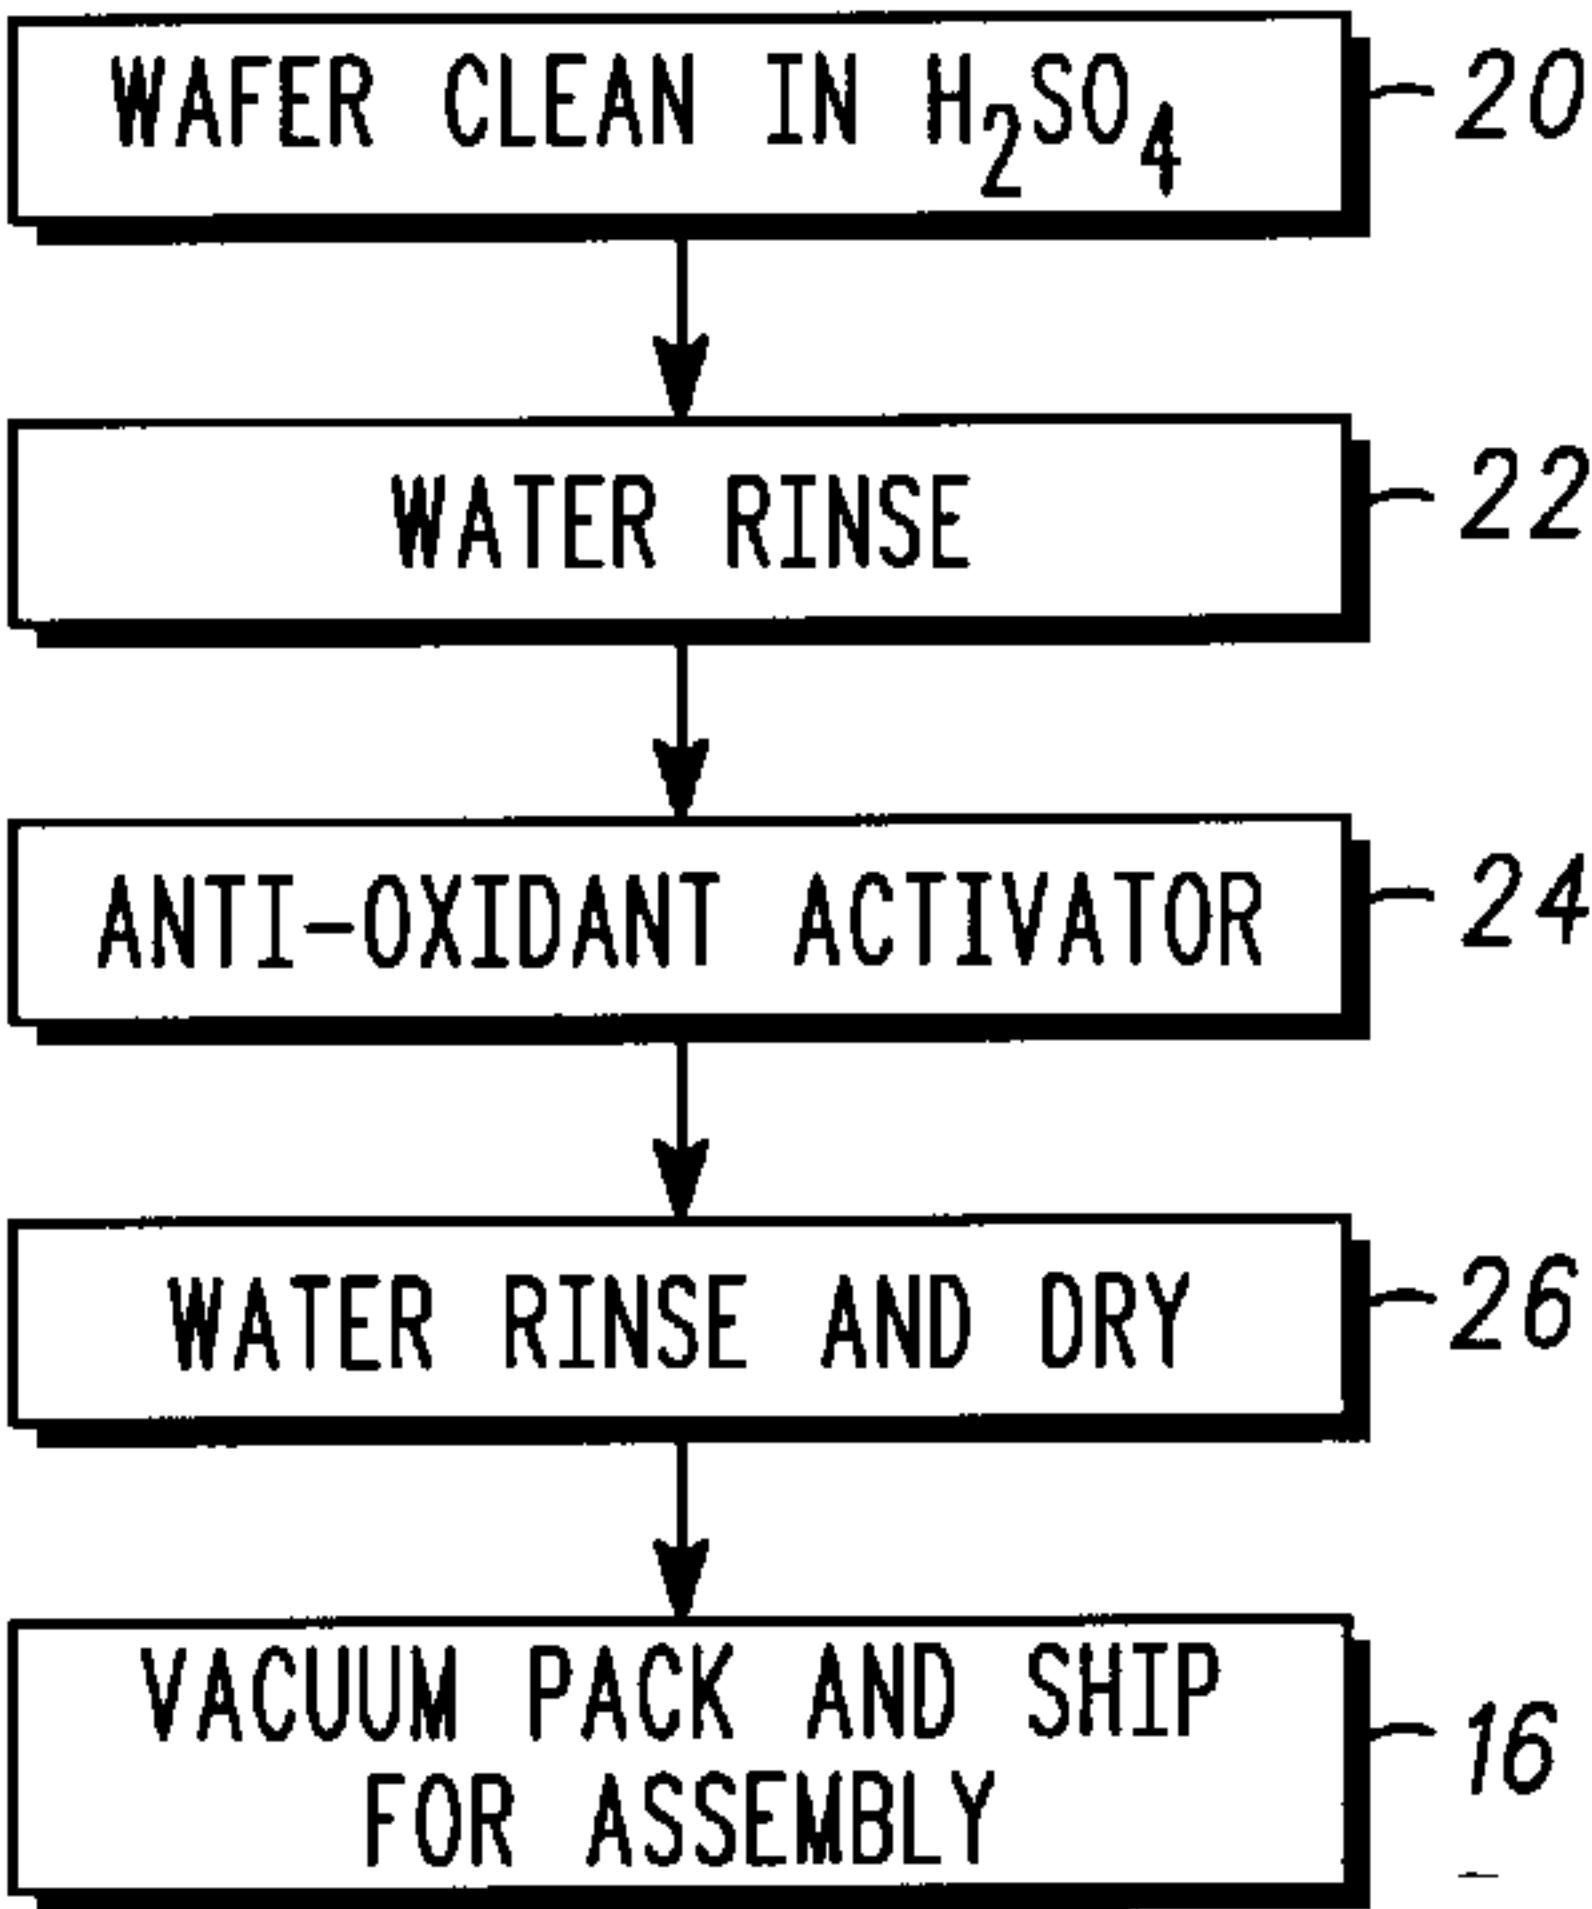 WAFER CLEAN IN H₂SO₄ 20
WATER RINSE 22
ANTI-OXIDANT ACTIVATOR 24
WATER RINSE AND DRY 26
VACUUM PACK AND SHIP 16
FOR ASSEMBLY